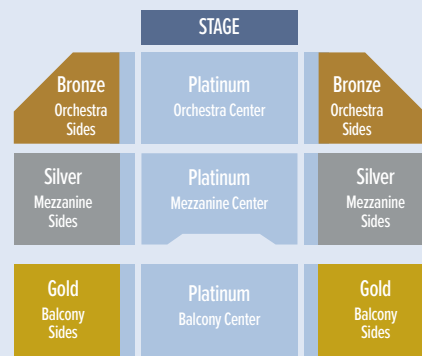 STAGE
Bronze
Orchestra
Sides
Platinum
Orchestra Center
Bronze
Orchestra
Sides
Silver
Mezzanine
Sides
Platinum
Mezzanine Center
Silver
Mezzanine
Sides
Gold
Balcony
Sides
Platinum
Balcony Center
Gold
Balcony
Sides